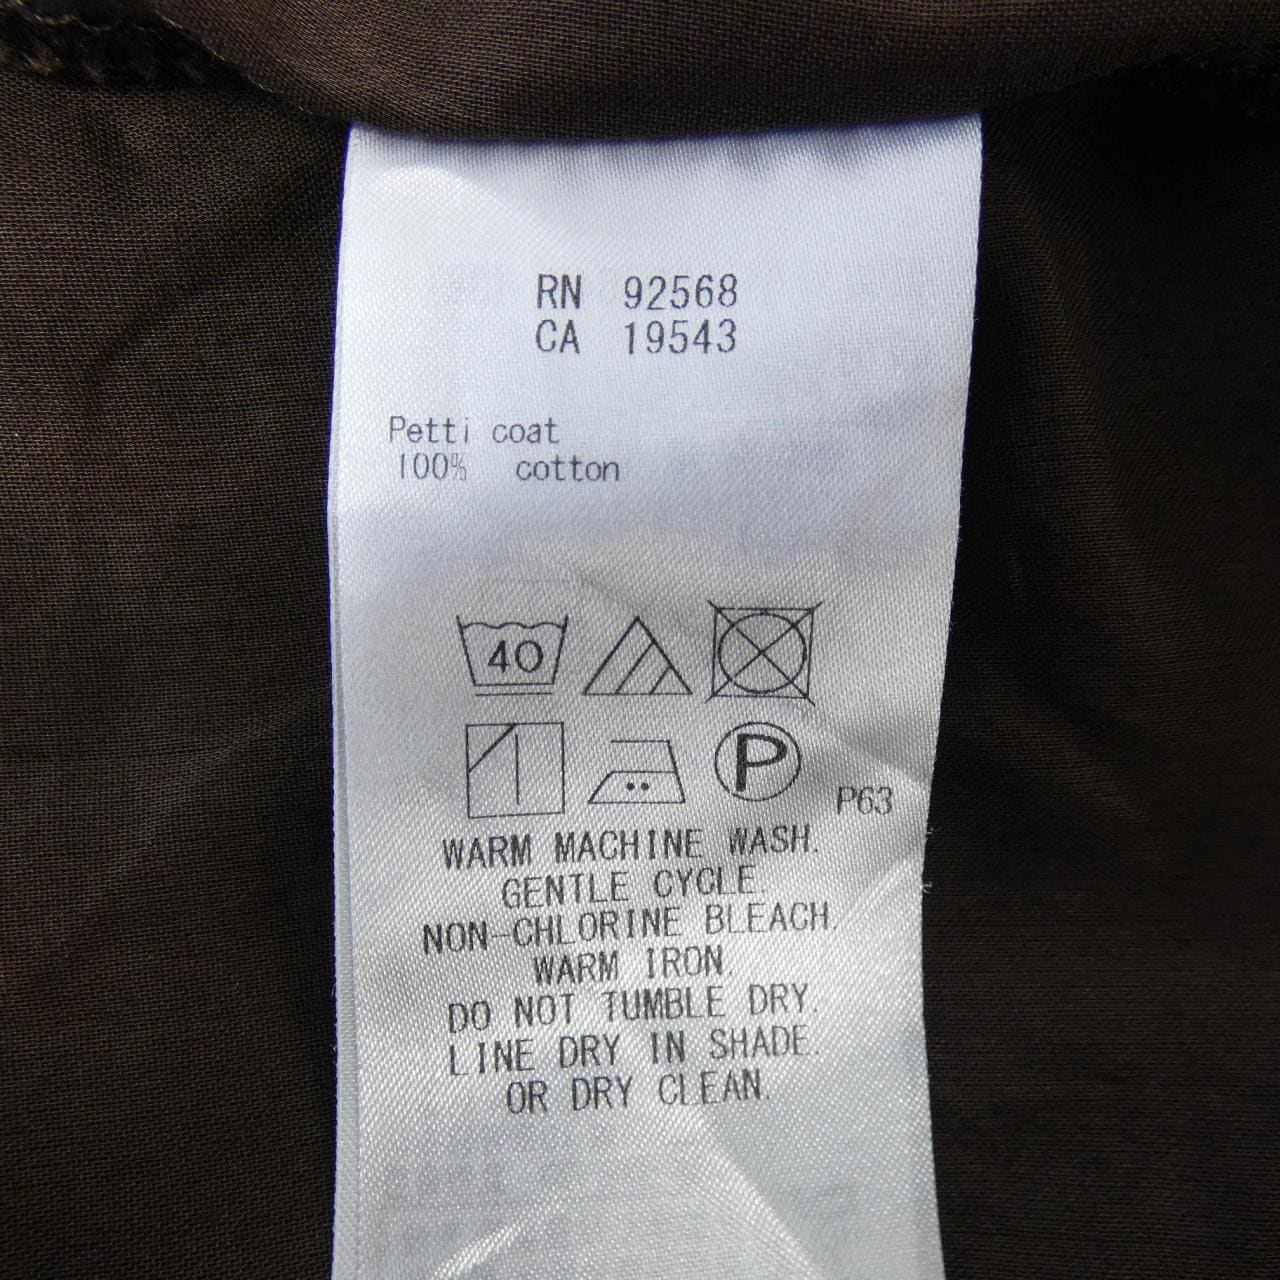 RN 92568
CA 19543
Petti coat
100% cotton
40
P
P63
WARM MACHINE WASH.
GENTLE CYCLE.
NON-CHLORINE BLEACH.
WARM IRON.
DO NOT TUMBLE DRY.
LINE DRY IN SHADE.
OR DRY CLEAN.